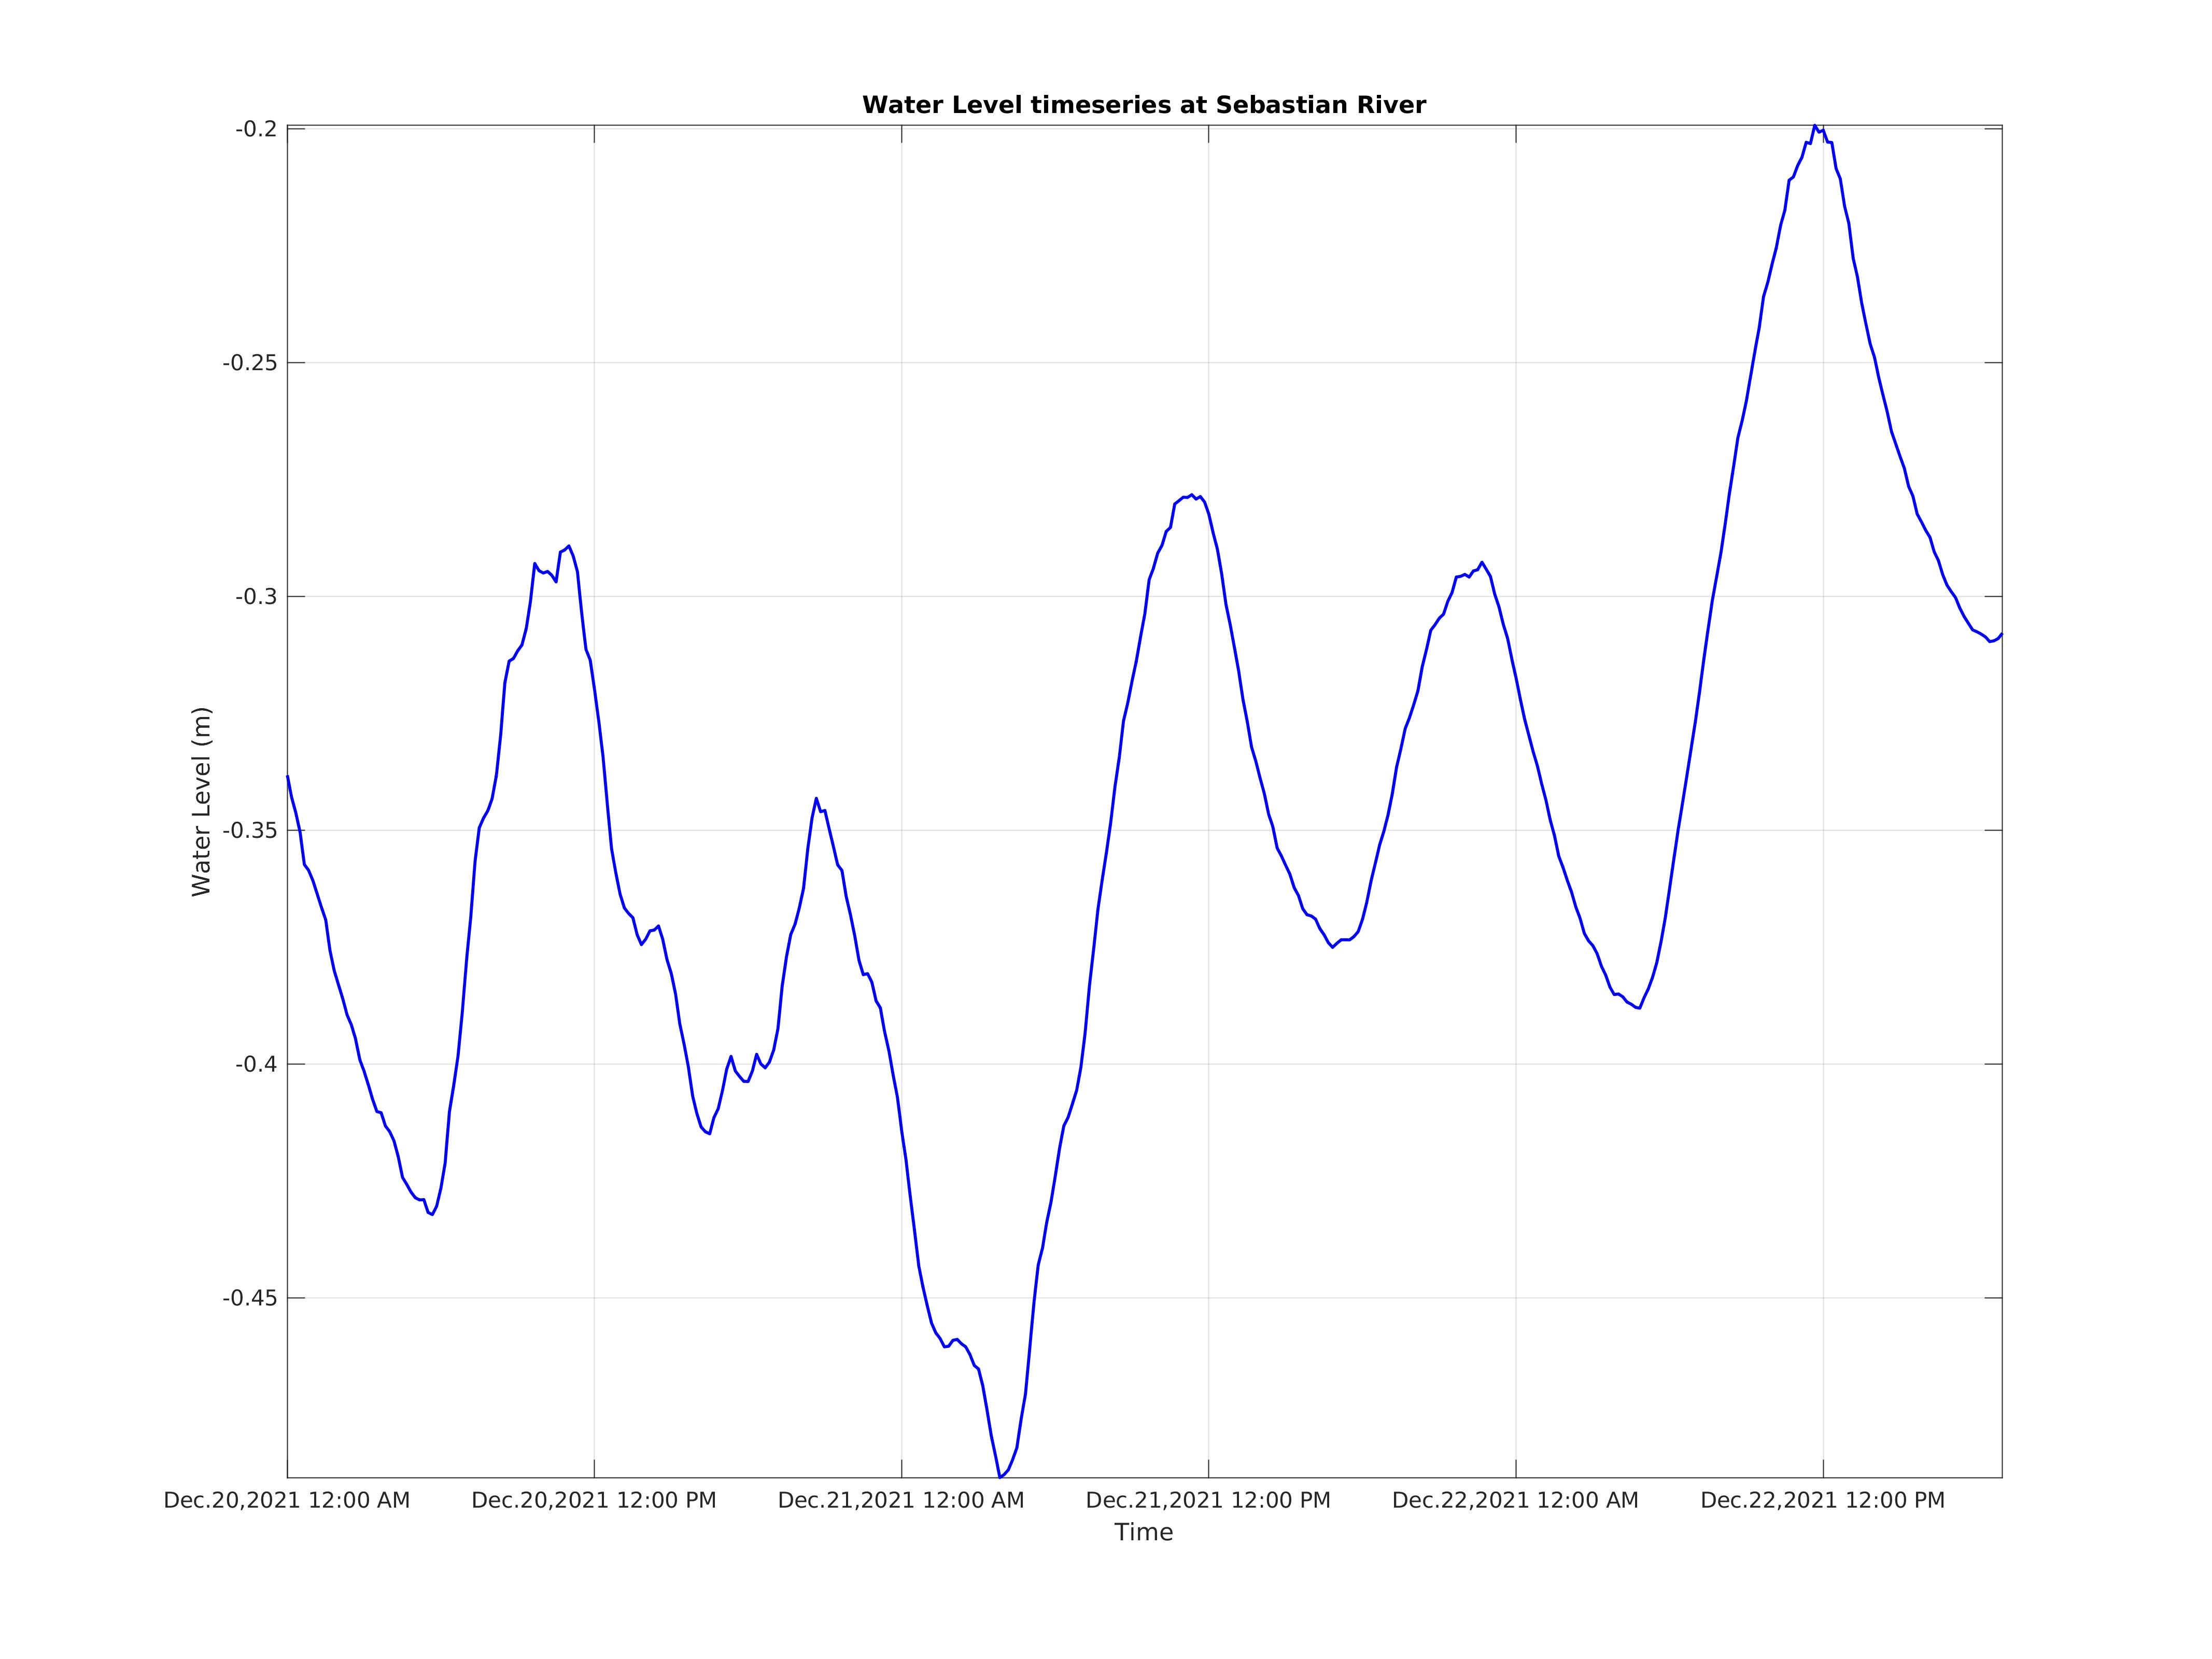 Water Level timeseries at Sebastian River
-0.2
-0.25
-0.3
-0.35
-0.4
-0.45
Water Level (m)
Dec.20,2021 12:00 AM
Dec.20,2021 12:00 PM
Dec.21,2021 12:00 AM
Dec.21,2021 12:00 PM
Dec.22,2021 12:00 AM
Dec.22,2021 12:00 PM
Time